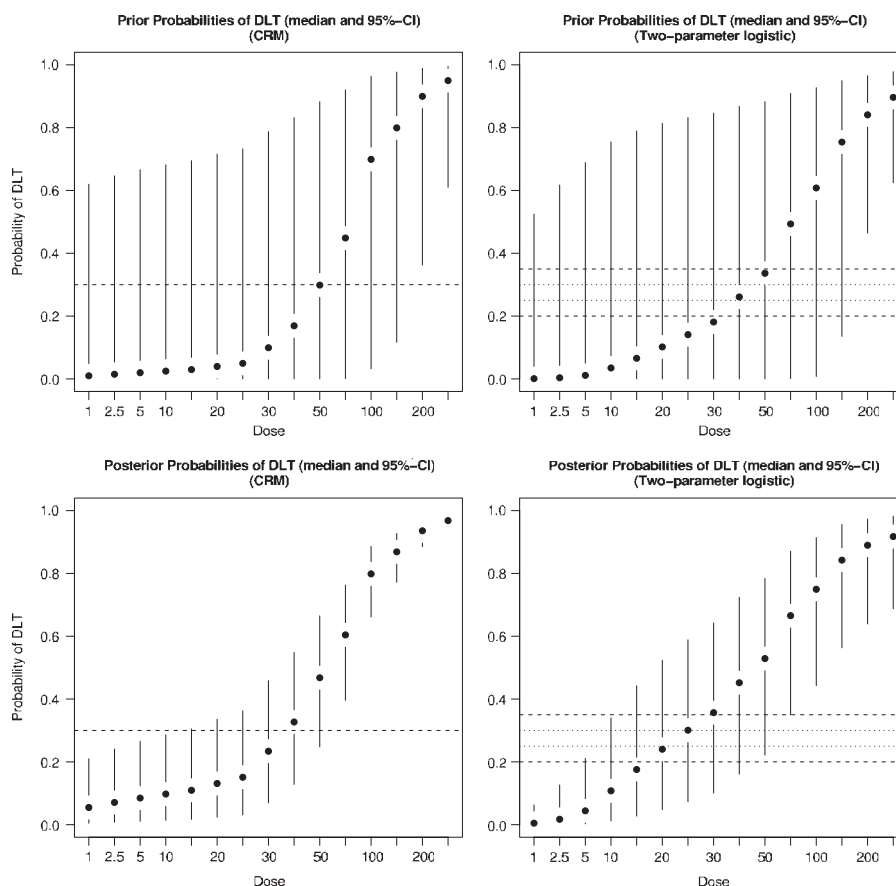 Prior Probabilities of DLT (median and 95%-CI)
(CRM)
Probability of DLT
1.0
0.8
0.6
0.4
0.2
0.0
1 2.5 5 10 20 30 50 100 200
Dose
Prior Probabilities of DLT (median and 95%-CI)
(Two-parameter logistic)
1.0
0.8
0.6
0.4
0.2
0.0
1 2.5 5 10 20 30 50 100 200
Dose
Posterior Probabilities of DLT (median and 95%-CI)
(CRM)
Probability of DLT
1.0
0.8
0.6
0.4
0.2
0.0
1 2.5 5 10 20 30 50 100 200
Dose
Posterior Probabilities of DLT (median and 95%-CI)
(Two-parameter logistic)
1.0
0.8
0.6
0.4
0.2
0.0
1 2.5 5 10 20 30 50 100 200
Dose